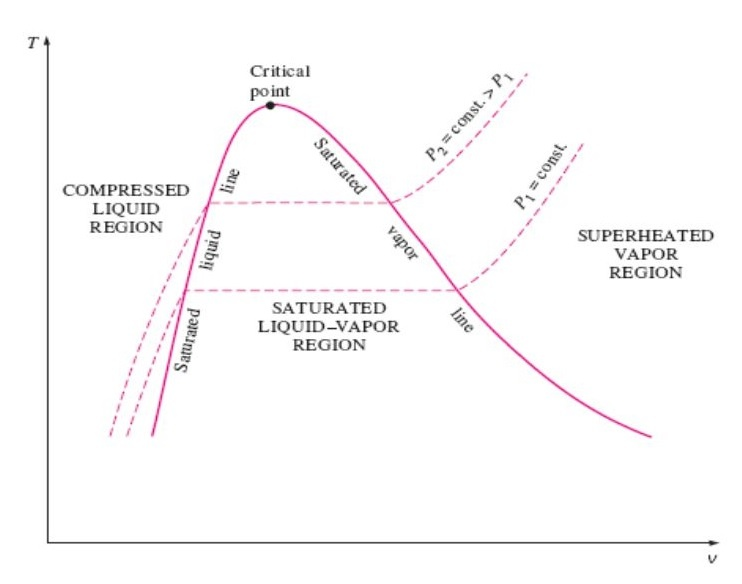 T
Critical
point
P2 = const. > P1
P1 = const.
Saturated
line
COMPRESSED
LIQUID
REGION
liquid
vapor
SUPERHEATED
VAPOR
REGION
SATURATED
LIQUID–VAPOR
REGION
Saturated
line
v